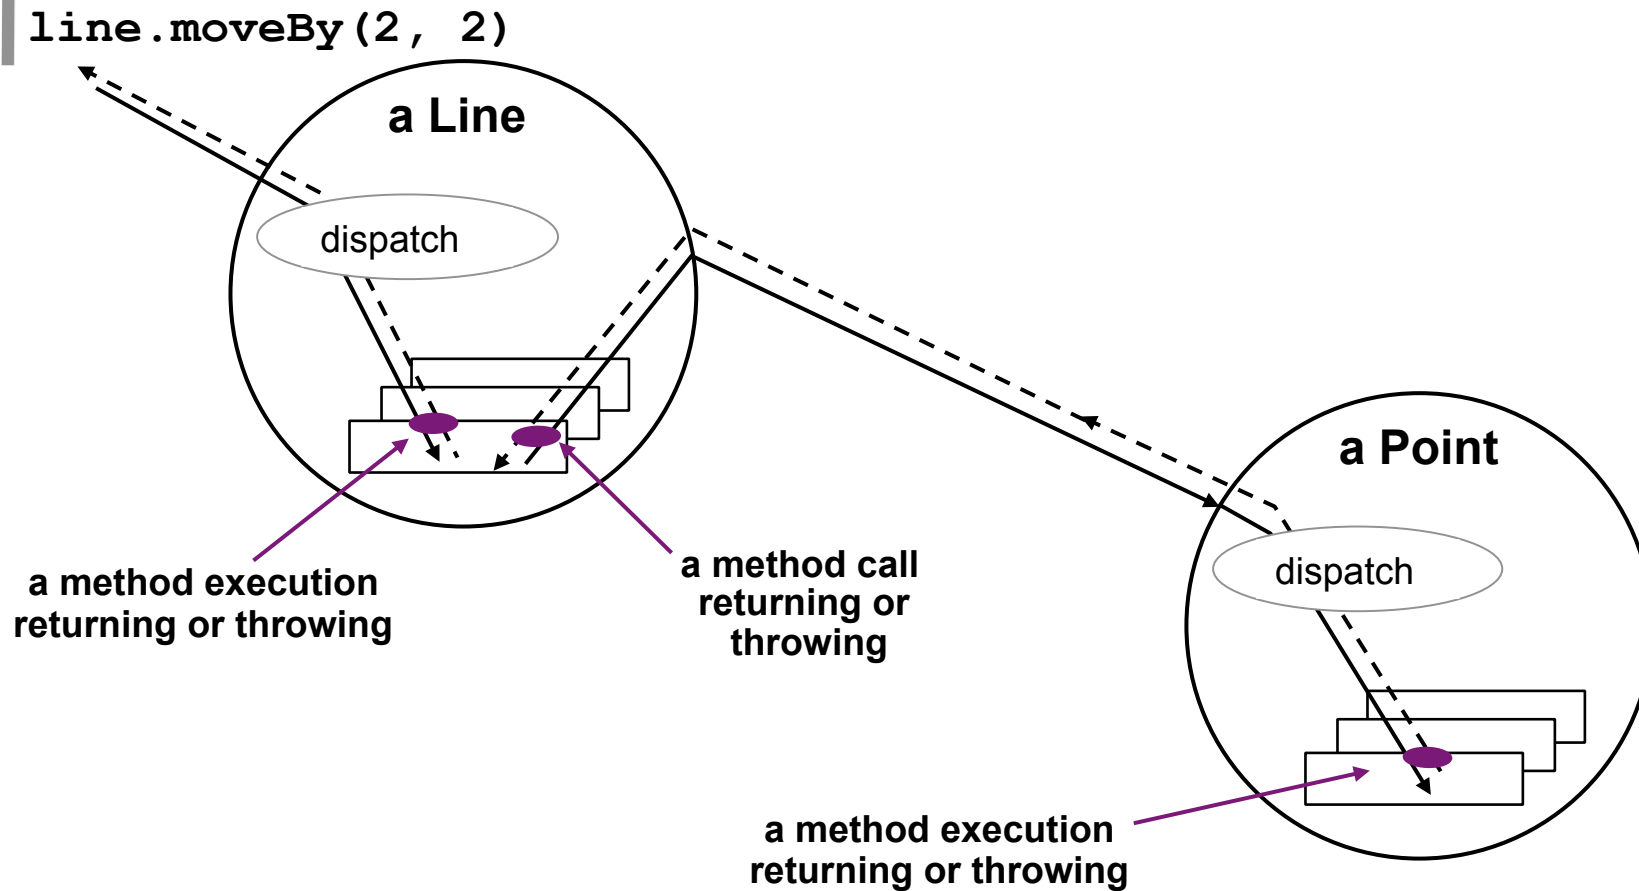 line.moveBy(2, 2)
a Line
dispatch
a method execution
returning or throwing
a method call
returning or
throwing
a Point
dispatch
a method execution
returning or throwing